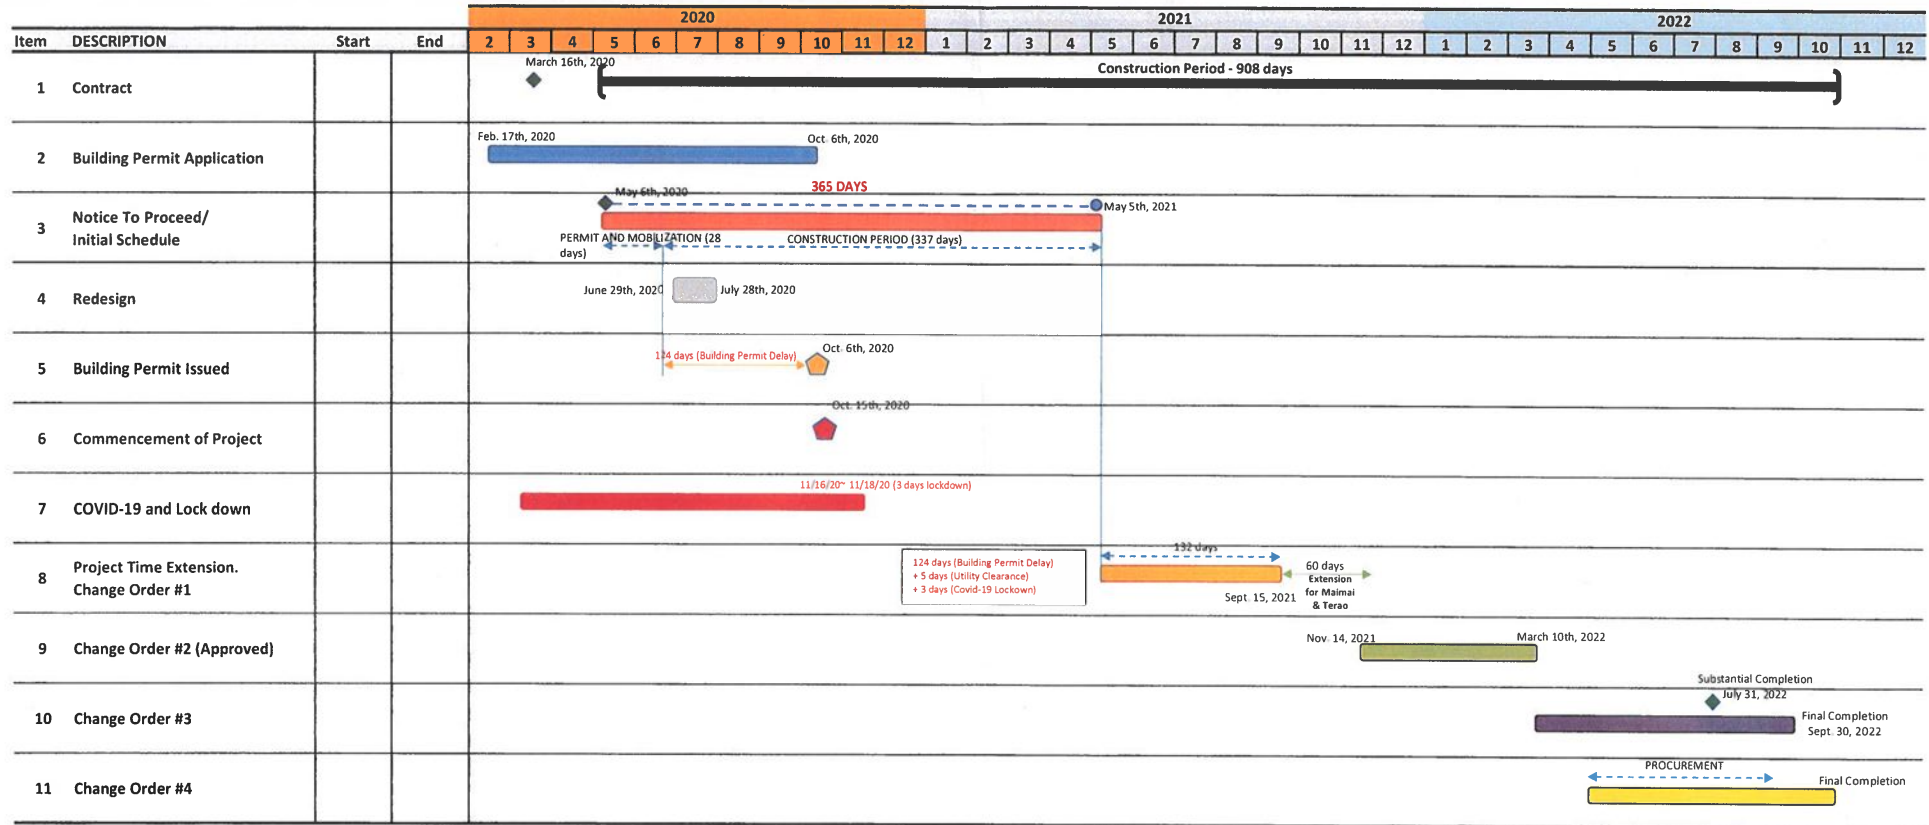 2020 2021 2022
Item DESCRIPTION Start End 2 3 4 5 6 7 8 9 10 11 12 1 2 3 4 5 6 7 8 9 10 11 12 1 2 3 4 5 6 7 8 9 10 11 12
March 16th, 2020
Construction Period - 908 days
1 Contract
Feb. 17th, 2020
Oct. 6th, 2020
2 Building Permit Application
May 6th, 2020
365 DAYS
May 5th, 2021
3 Notice To Proceed/
Initial Schedule
PERMIT AND MOBILIZATION (28
days)
CONSTRUCTION PERIOD (337 days)
4 Redesign
June 29th, 2020
July 28th, 2020
5 Building Permit Issued
124 days (Building Permit Delay)
Oct. 6th, 2020
6 Commencement of Project
Oct. 15th, 2020
7 COVID-19 and Lock down
11/16/20~ 11/18/20 (3 days lockdown)
8 Project Time Extension.
Change Order #1
124 days (Building Permit Delay)
+ 5 days (Utility Clearance)
+ 3 days (Covid-19 Lockown)
132 days
Sept. 15, 2021
60 days
Extension
for Maimai
& Terao
9 Change Order #2 (Approved)
Nov. 14, 2021
March 10th, 2022
10 Change Order #3
Substantial Completion
July 31, 2022
Final Completion
Sept. 30, 2022
11 Change Order #4
PROCUREMENT
Final Completion